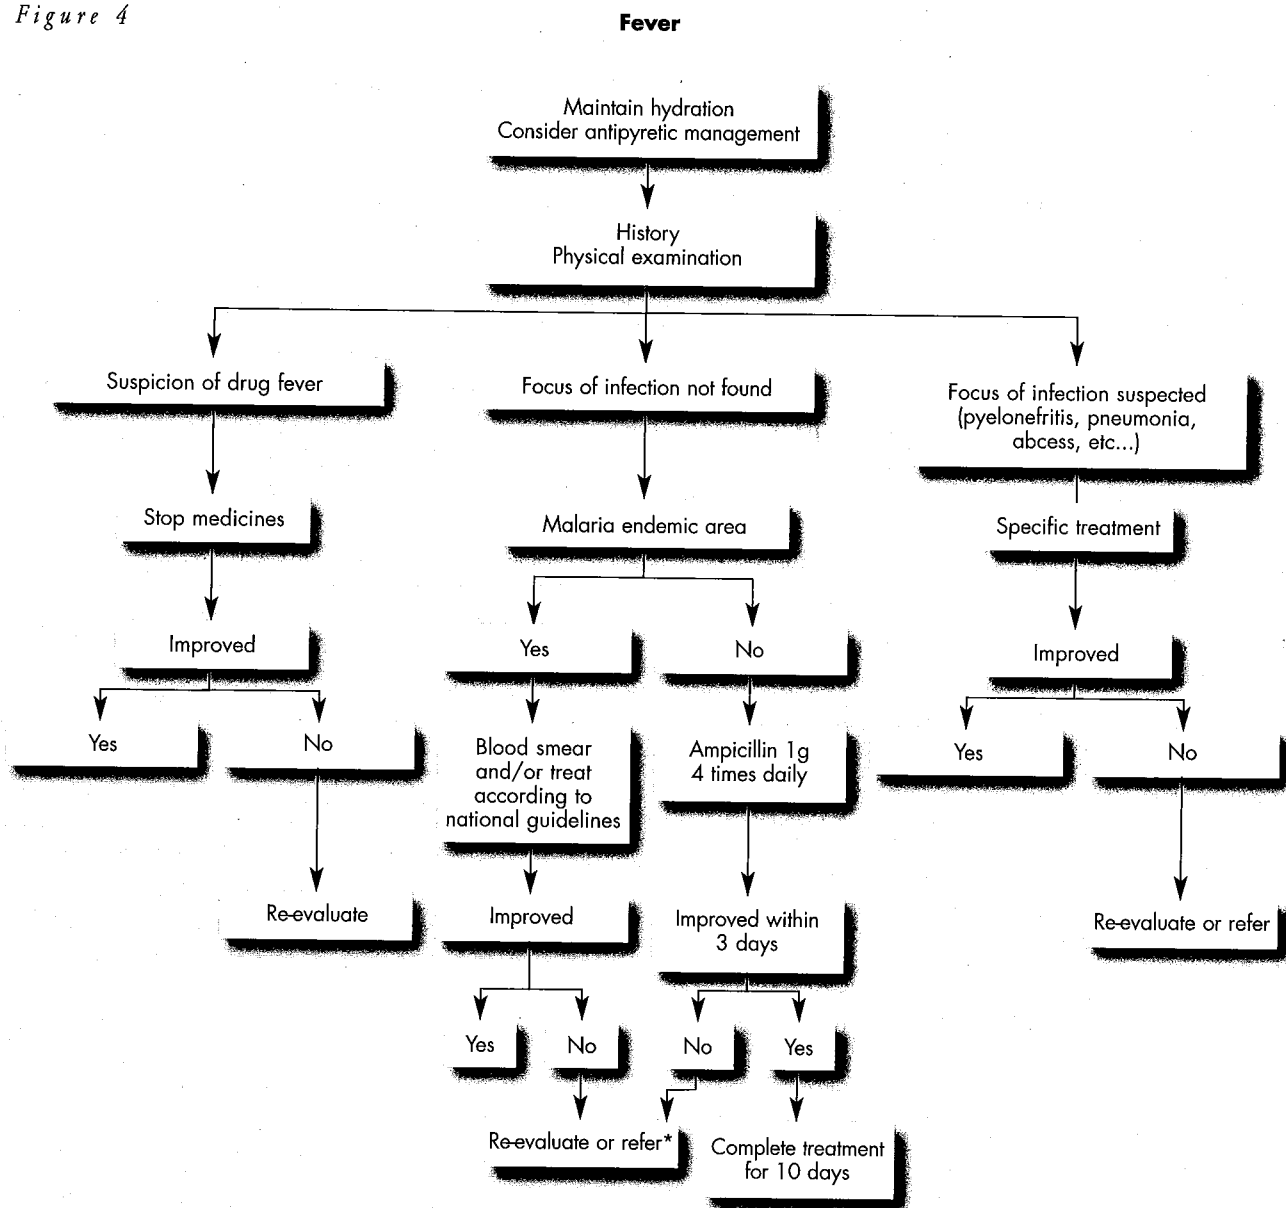 Figure 4
Fever
Maintain hydration
Consider antipyretic management
History
Physical examination
Suspicion of drug fever
Focus of infection not found
Focus of infection suspected
(pyelonefritis, pneumonia,
abcess, etc...)
Stop medicines
Malaria endemic area
Specific treatment
Improved
Yes
No
Improved
Yes
No
Blood smear
and/or treat
according to
national guidelines
Ampicillin 1g
4 times daily
Yes
No
Re-evaluate
Improved
Improved within
3 days
Re-evaluate or refer
Yes
No
No
Yes
Re-evaluate or refer*
Complete treatment
for 10 days